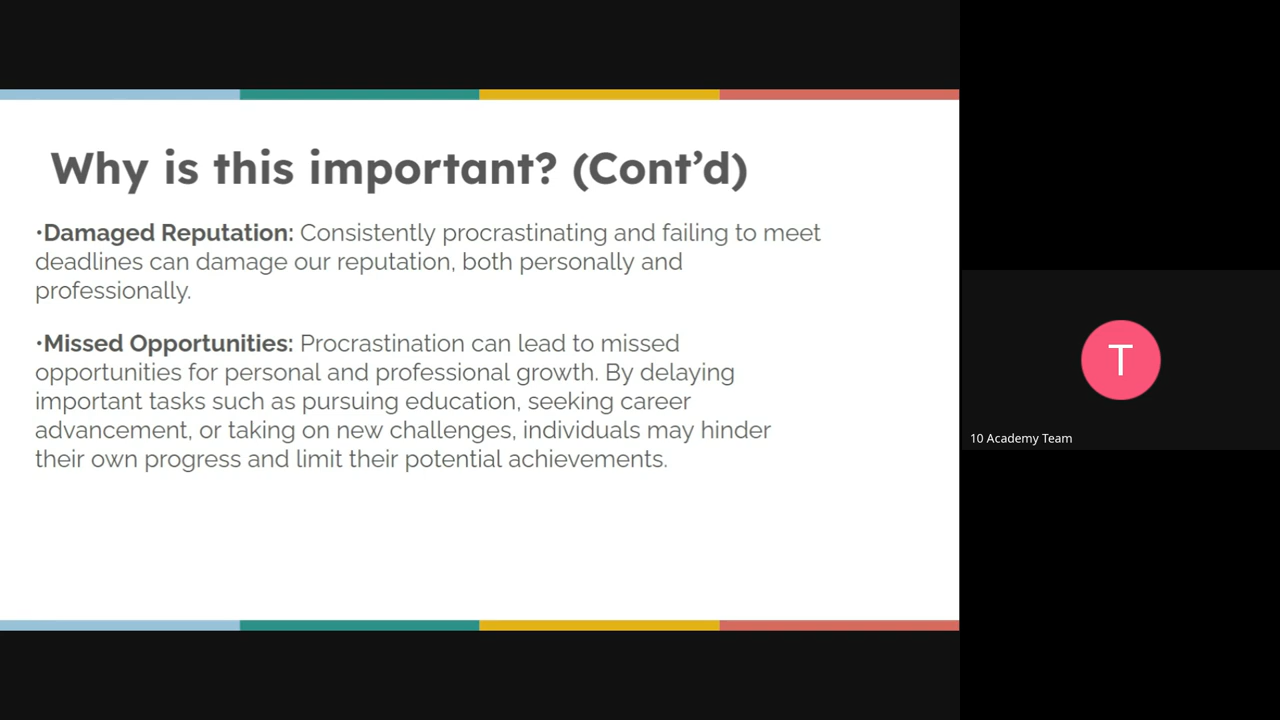 Why is this important? (Cont’d)
•Damaged Reputation: Consistently procrastinating and failing to meet
deadlines can damage our reputation, both personally and
professionally.
•Missed Opportunities: Procrastination can lead to missed
opportunities for personal and professional growth. By delaying
important tasks such as pursuing education, seeking career
advancement, or taking on new challenges, individuals may hinder
their own progress and limit their potential achievements.
T
10 Academy Team